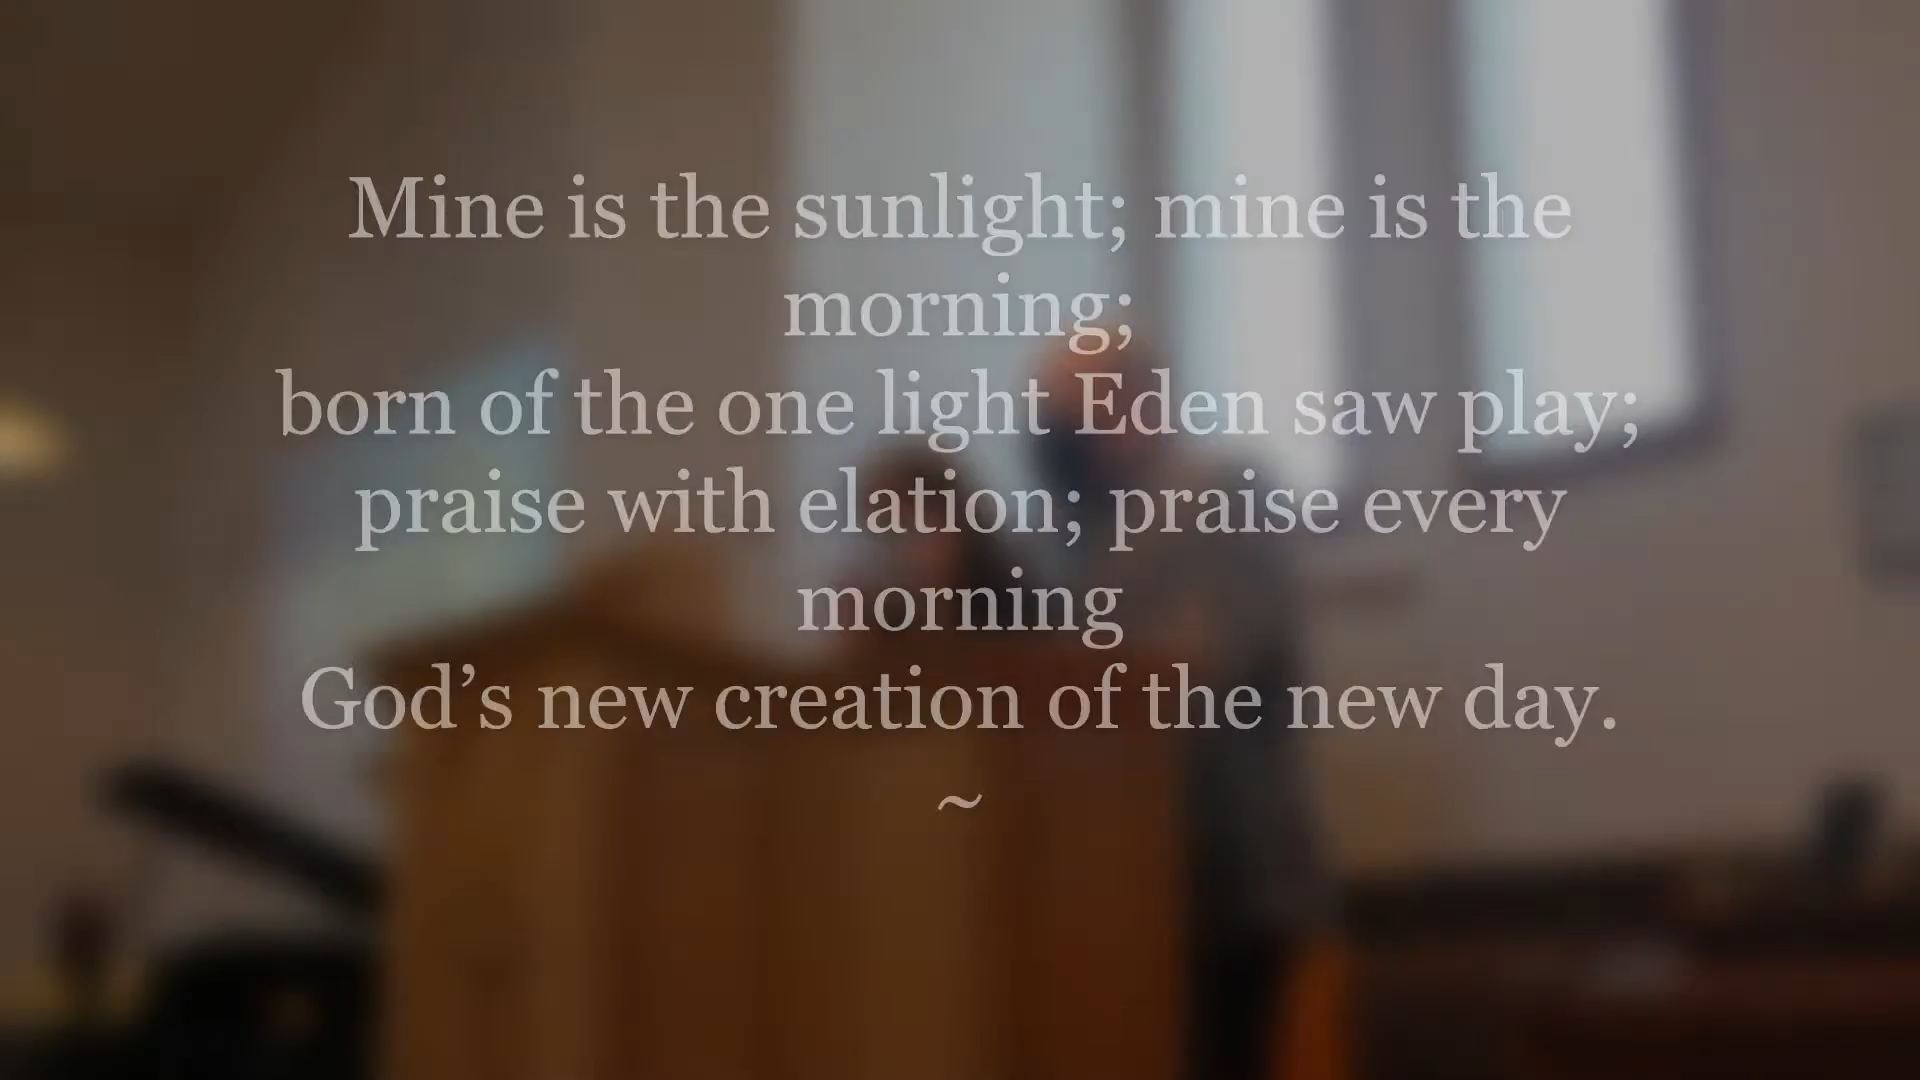 Mine is the sunlight; mine is the
morning;
born of the one light Eden saw play;
praise with elation; praise every
morning
God’s new creation of the new day.
~